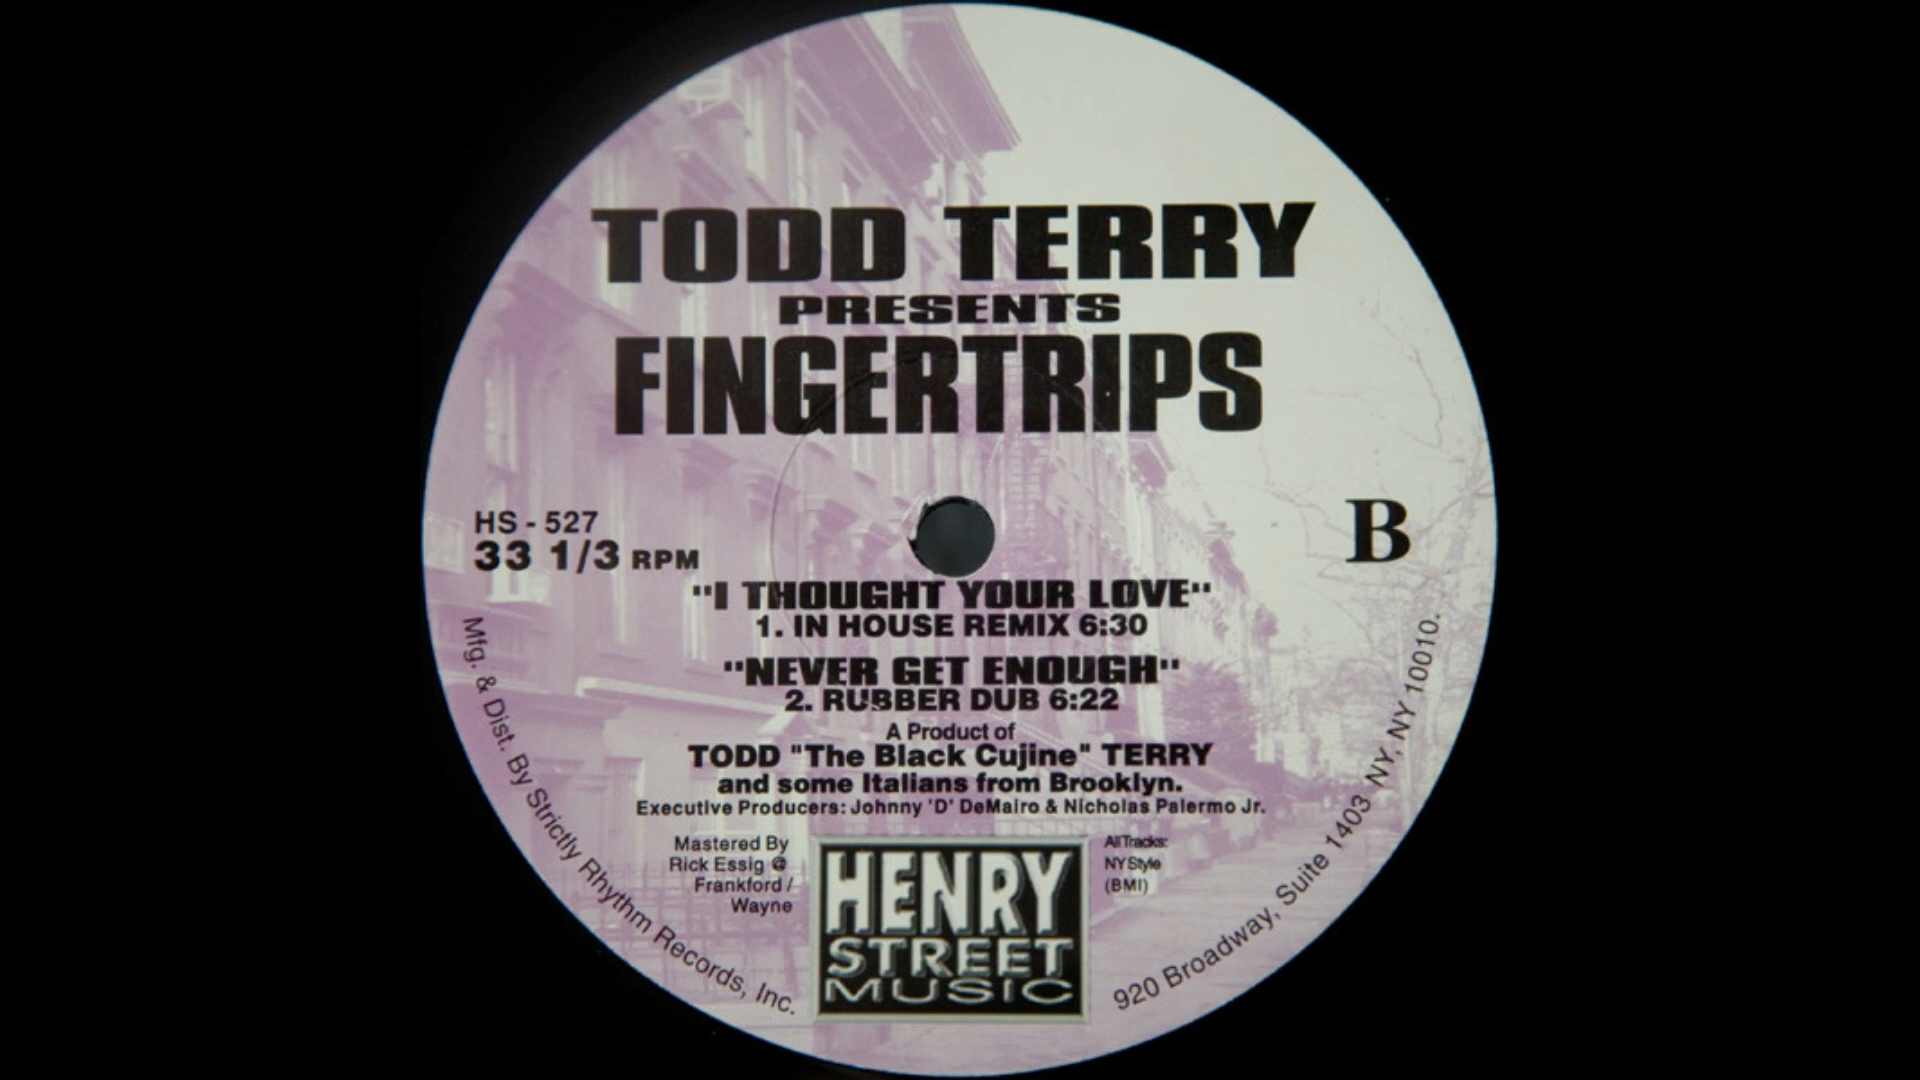 TODD TERRY
PRESENTS
FINGERTRIPS
HS - 527
33 1/3 RPM
B
"I THOUGHT YOUR LOVE"
1. IN HOUSE REMIX 6:30
"NEVER GET ENOUGH"
2. RUBBER DUB 6:22
A Product of
TODD "The Black Cujine" TERRY
and some Italians from Brooklyn.
Executive Producers: Johnny 'D' DeMairo & Nicholas Palermo Jr.
Mastered By
Rick Essig @
Frankford /
Wayne
HENRY
STREET
MUSIC
All Tracks:
NY Style
(BMI)
Mfg. & Dist. By Strictly Rhythm Records, Inc.
920 Broadway, Suite 1403 NY, NY 10010.